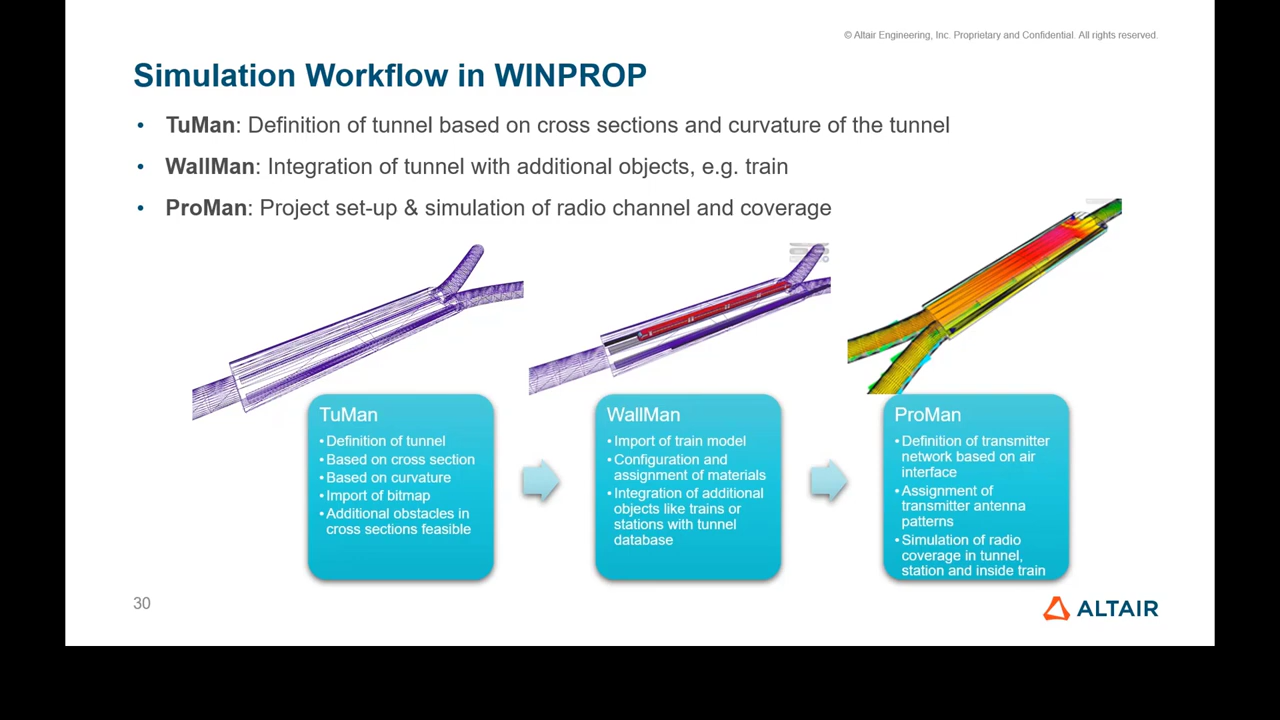 © Altair Engineering, Inc. Proprietary and Confidential. All rights reserved.
Simulation Workflow in WINPROP
• TuMan: Definition of tunnel based on cross sections and curvature of the tunnel
• WallMan: Integration of tunnel with additional objects, e.g. train
• ProMan: Project set-up & simulation of radio channel and coverage
TuMan
• Definition of tunnel
• Based on cross section
• Based on curvature
• Import of bitmap
• Additional obstacles in
cross sections feasible
WallMan
• Import of train model
• Configuration and
assignment of materials
• Integration of additional
objects like trains or
stations with tunnel
database
ProMan
• Definition of transmitter
network based on air
interface
• Assignment of
transmitter antenna
patterns
• Simulation of radio
coverage in tunnel,
station and inside train
30
ALTAIR